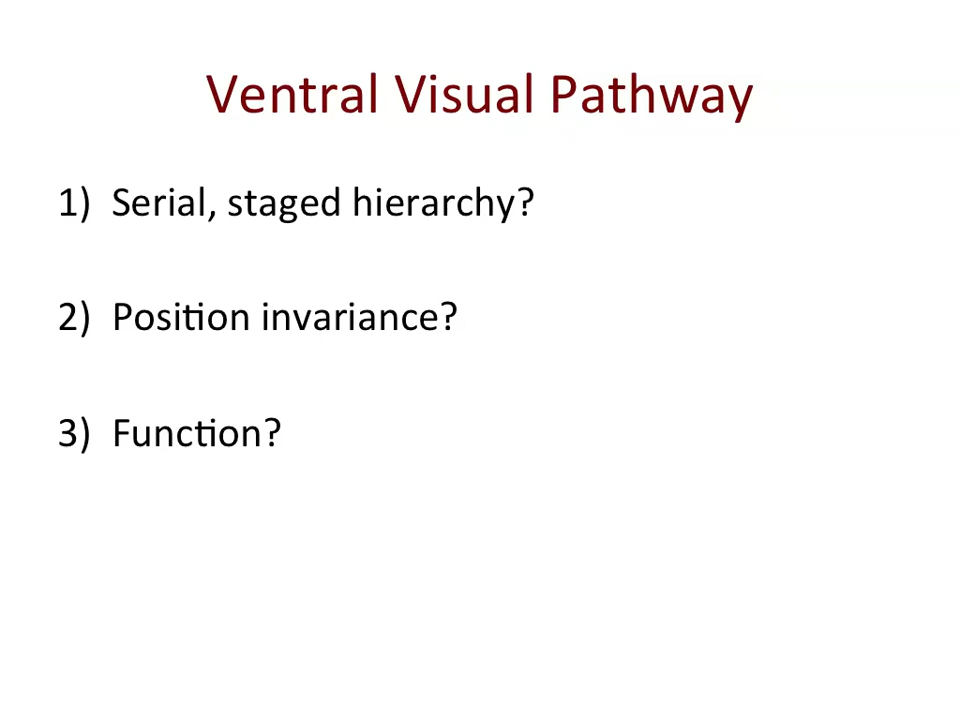 Ventral Visual Pathway
1) Serial, staged hierarchy?
2) Position invariance?
3) Function?